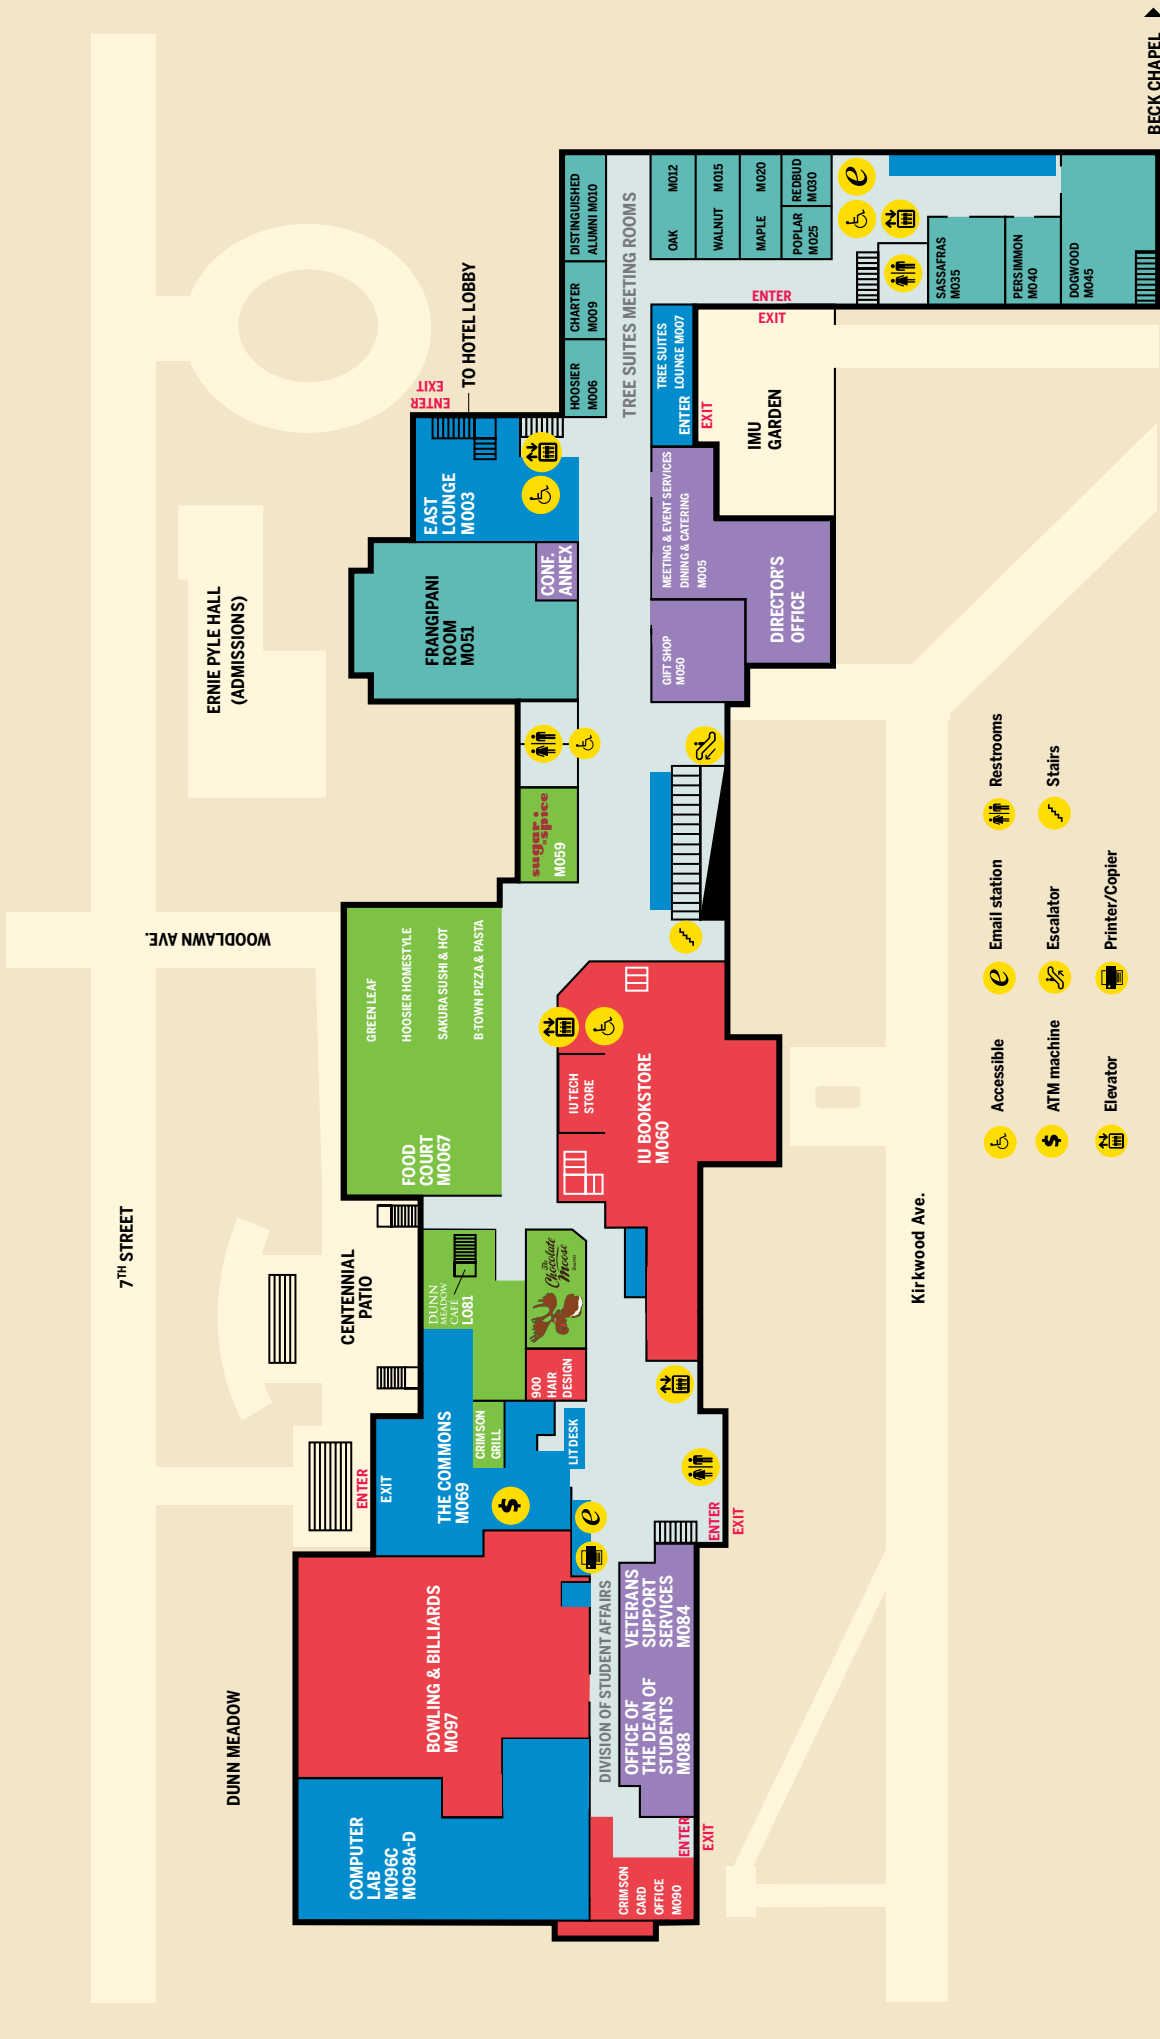 BECK CHAPEL
7TH STREET
DUNN MEADOW
WOODLAWN AVE.
ERNIE PYLE HALL
(ADMISSIONS)
CENTENNIAL
PATIO
ENTER
EXIT
COMPUTER
LAB
M096C
M098A-D
BOWLING & BILLIARDS
M097
THE COMMONS
M069
CRIMSON
GRILL
LIT DESK
DUNN
MEADOW
CAFE
L081
The
Chocolate
Moose
900
HAIR
DESIGN
FOOD
COURT
M0067
GREEN LEAF
HOOSIER HOMESTYLE
SAKURA SUSHI & HOT
B-TOWN PIZZA & PASTA
sugar &
spice
M059
FRANGIPANI
ROOM
M051
CONF.
ANNEX
EAST
LOUNGE
M003
ENTER
EXIT
TO HOTEL LOBBY
HOOSIER
M006
CHARTER
M009
DISTINGUISHED
ALUMNI M010
TREE SUITES MEETING ROOMS
OAK M012
WALNUT M015
MAPLE M020
POPLAR
M025
REDBUD
M030
SASSAFRAS
M035
PERSIMMON
M040
DOGWOOD
M045
ENTER
EXIT
TREE SUITES
LOUNGE M007
ENTER
EXIT
IMU
GARDEN
MEETING & EVENT SERVICES
DINING & CATERING
M005
DIRECTOR'S
OFFICE
GIFT SHOP
M050
IU TECH
STORE
IU BOOKSTORE
M060
ENTER
EXIT
DIVISION OF STUDENT AFFAIRS
VETERANS
SUPPORT
SERVICES
M084
OFFICE OF
THE DEAN OF
STUDENTS
M088
CRIMSON
CARD
OFFICE
M090
ENTER
EXIT
Kirkwood Ave.
$
e
e
Accessible
e Email station
Restrooms
$ ATM machine
Escalator
Stairs
Elevator
Printer/Copier